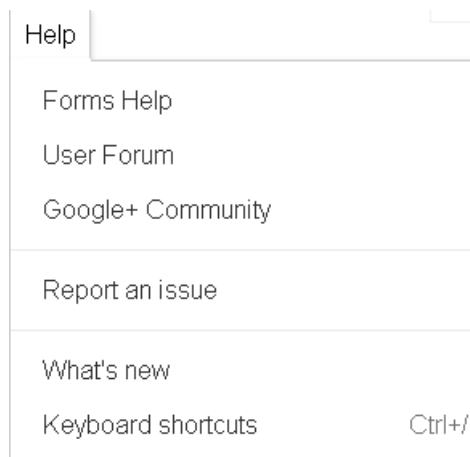 Help
Forms Help
User Forum
Google+ Community
Report an issue
What's new
Keyboard shortcuts Ctrl+/